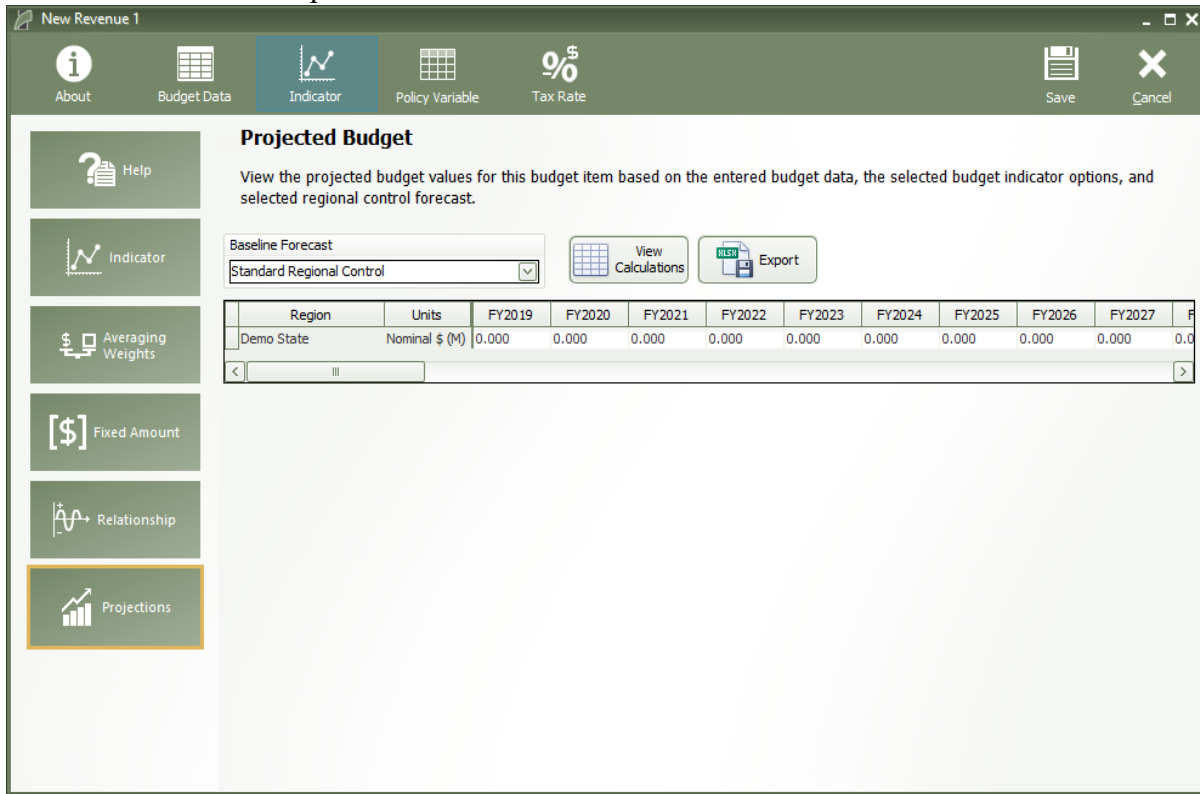 New Revenue 1
About
Budget Data
Indicator
Policy Variable
%$
Tax Rate
Save
Cancel
Help
Indicator
Averaging
Weights
[$] Fixed Amount
Relationship
Projections
Projected Budget
View the projected budget values for this budget item based on the entered budget data, the selected budget indicator options, and
selected regional control forecast.
Baseline Forecast
Standard Regional Control
View
Calculations
XLSX
Export
Region Units FY2019 FY2020 FY2021 FY2022 FY2023 FY2024 FY2025 FY2026 FY2027 F
Demo State Nominal $ (M) 0.000 0.000 0.000 0.000 0.000 0.000 0.000 0.000 0.000 0.0